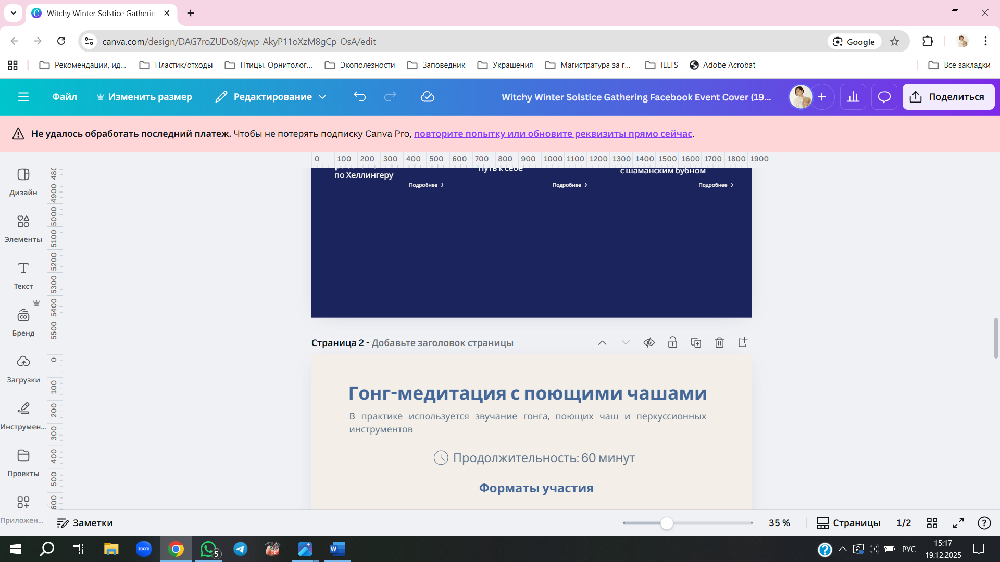 Witchy Winter Solstice Gatherin
canva.com/design/DAG7roZUDo8/qwp-AkyP11oXzM8gCp-OsA/edit
Google
Рекомендации, ид...
Пластик/отходы
Птицы. Орнитолог...
Экополезности
Заповедник
Украшения
Магистратура за г...
IELTS
Adobe Acrobat
Все закладки
Файл
Изменить размер
Редактирование
Witchy Winter Solstice Gathering Facebook Event Cover (19...
Поделиться
Не удалось обработать последний платеж. Чтобы не потерять подписку Canva Pro, повторите попытку или обновите реквизиты прямо сейчас.
0 100 200 300 400 500 600 700 800 900 1000 1100 1200 1300 1400 1500 1600 1700 1800 1900
4900
5000
5100
5200
5300
5400
5500
0
100
200
300
400
500
600
Дизайн
Элементы
Текст
Бренд
Загрузки
Инструмен...
Проекты
Приложен...
по Хеллингеру
Путь к себе
с шаманским бубном
Подробнее →
Подробнее →
Подробнее →
Страница 2 - Добавьте заголовок страницы
Гонг-медитация с поющими чашами
В практике используется звучание гонга, поющих чаш и перкуссионных
инструментов
Продолжительность: 60 минут
Форматы участия
Заметки
35 %
Страницы
1/2
zoom
5
PDF
W
РУС
15:17
19.12.2025